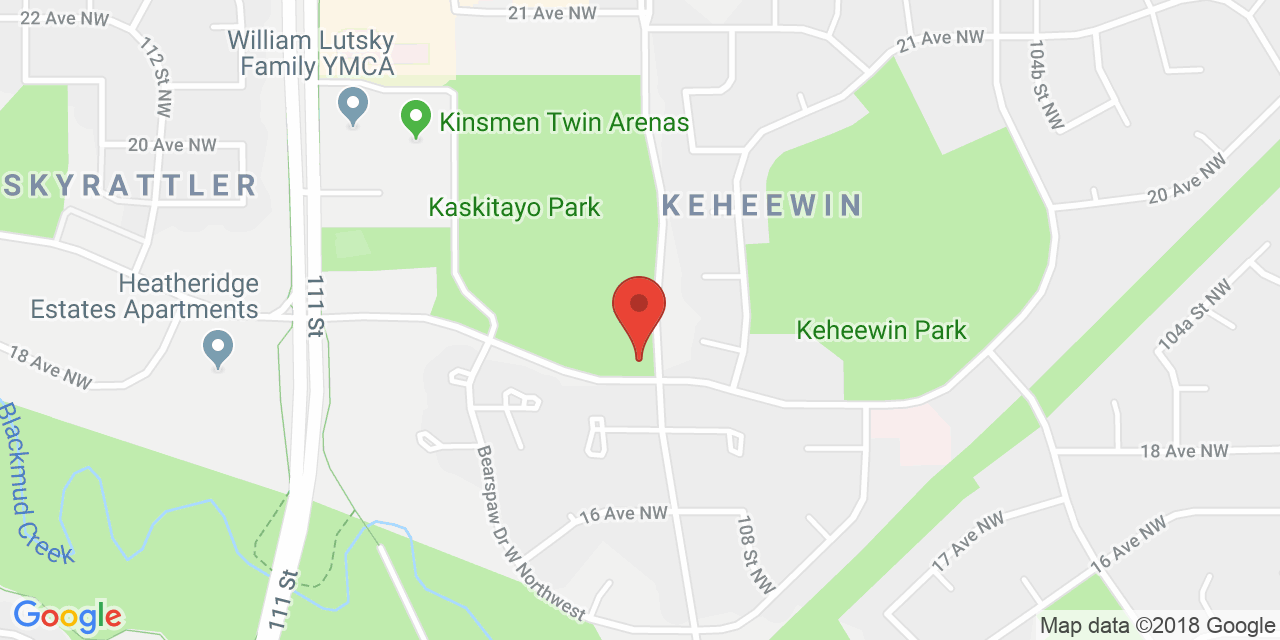 22 Ave NW
21 Ave NW
21 Ave NW
William Lutsky
Family YMCA
112 St NW
104b St NW
Kinsmen Twin Arenas
20 Ave NW
SKYRATTLER
Kaskitayo Park
KEHEEWIN
20 Ave NW
Heatheridge
Estates Apartments
111 St
104a St NW
Keheewin Park
18 Ave NW
Blackmud Creek
Bearspaw Dr W Northwest
18 Ave NW
16 Ave NW
108 St NW
17 Ave NW
16 Ave NW
111 St
Google
Map data ©2018 Google